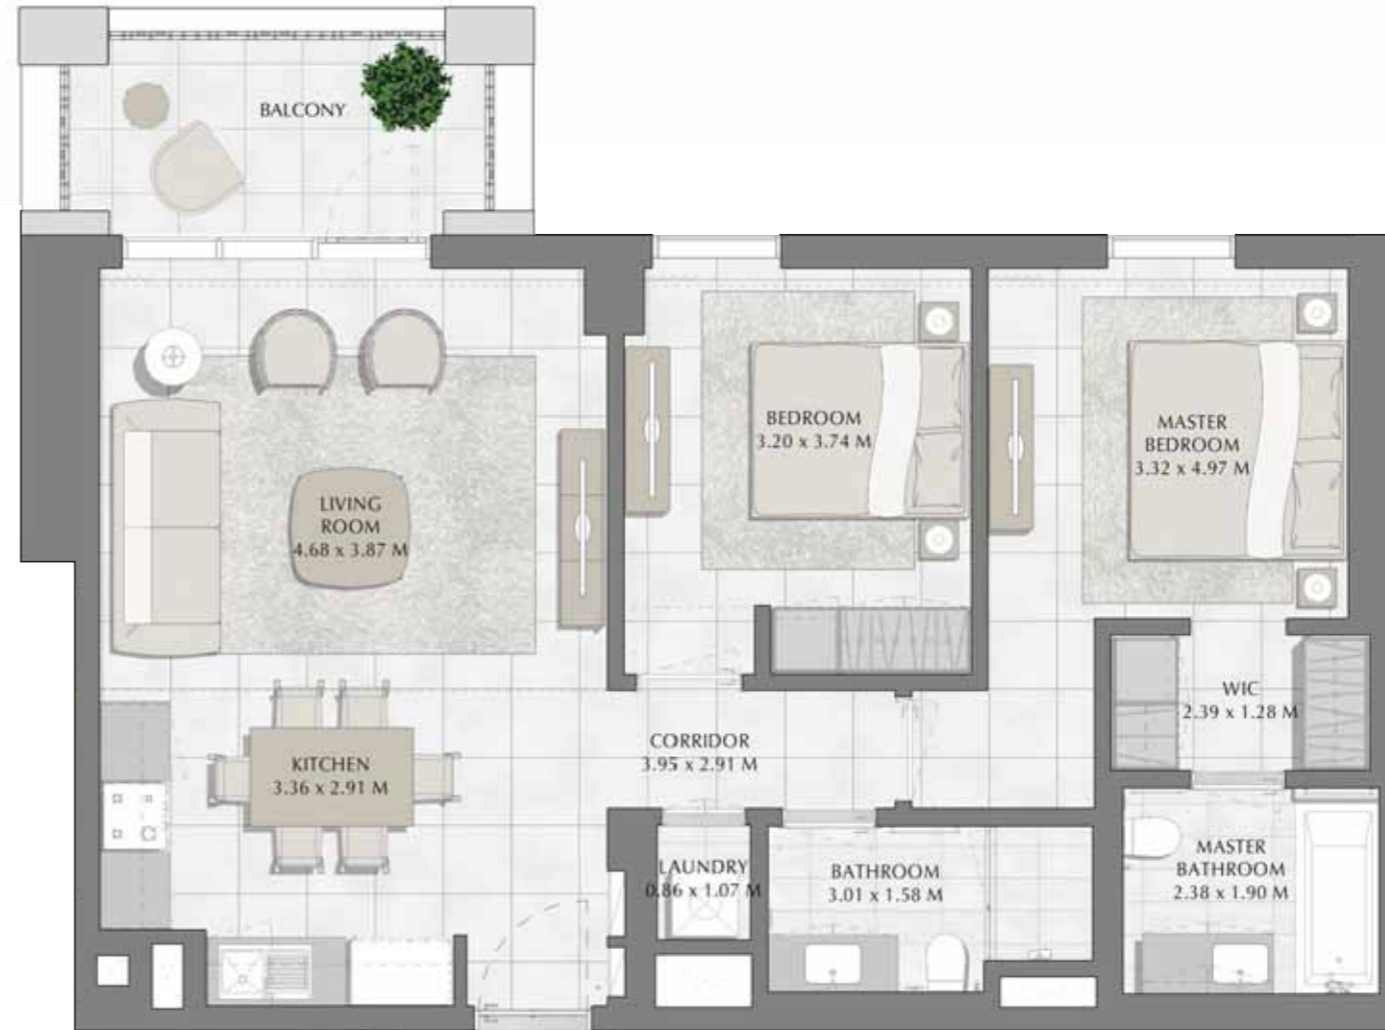 BALCONY
LIVING
ROOM
4.68 x 3.87 M
BEDROOM
3.20 x 3.74 M
MASTER
BEDROOM
3.32 x 4.97 M
KITCHEN
3.36 x 2.91 M
CORRIDOR
3.95 x 2.91 M
WIC
2.39 x 1.28 M
LAUNDRY
0.86 x 1.07 M
BATHROOM
3.01 x 1.58 M
MASTER
BATHROOM
2.38 x 1.90 M